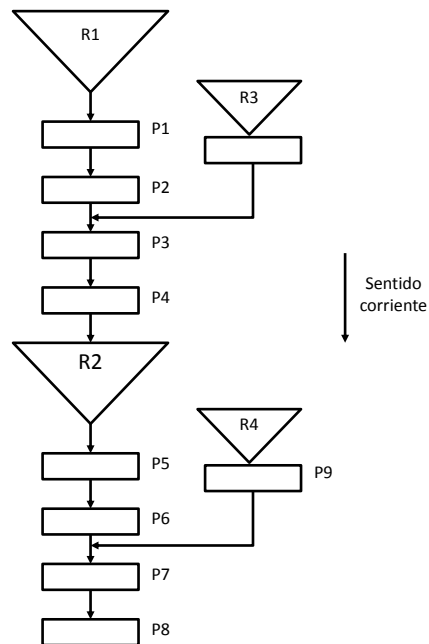 R1
R3
P1
P2
P3
P4
Sentido
corriente
R2
R4
P5
P9
P6
P7
P8